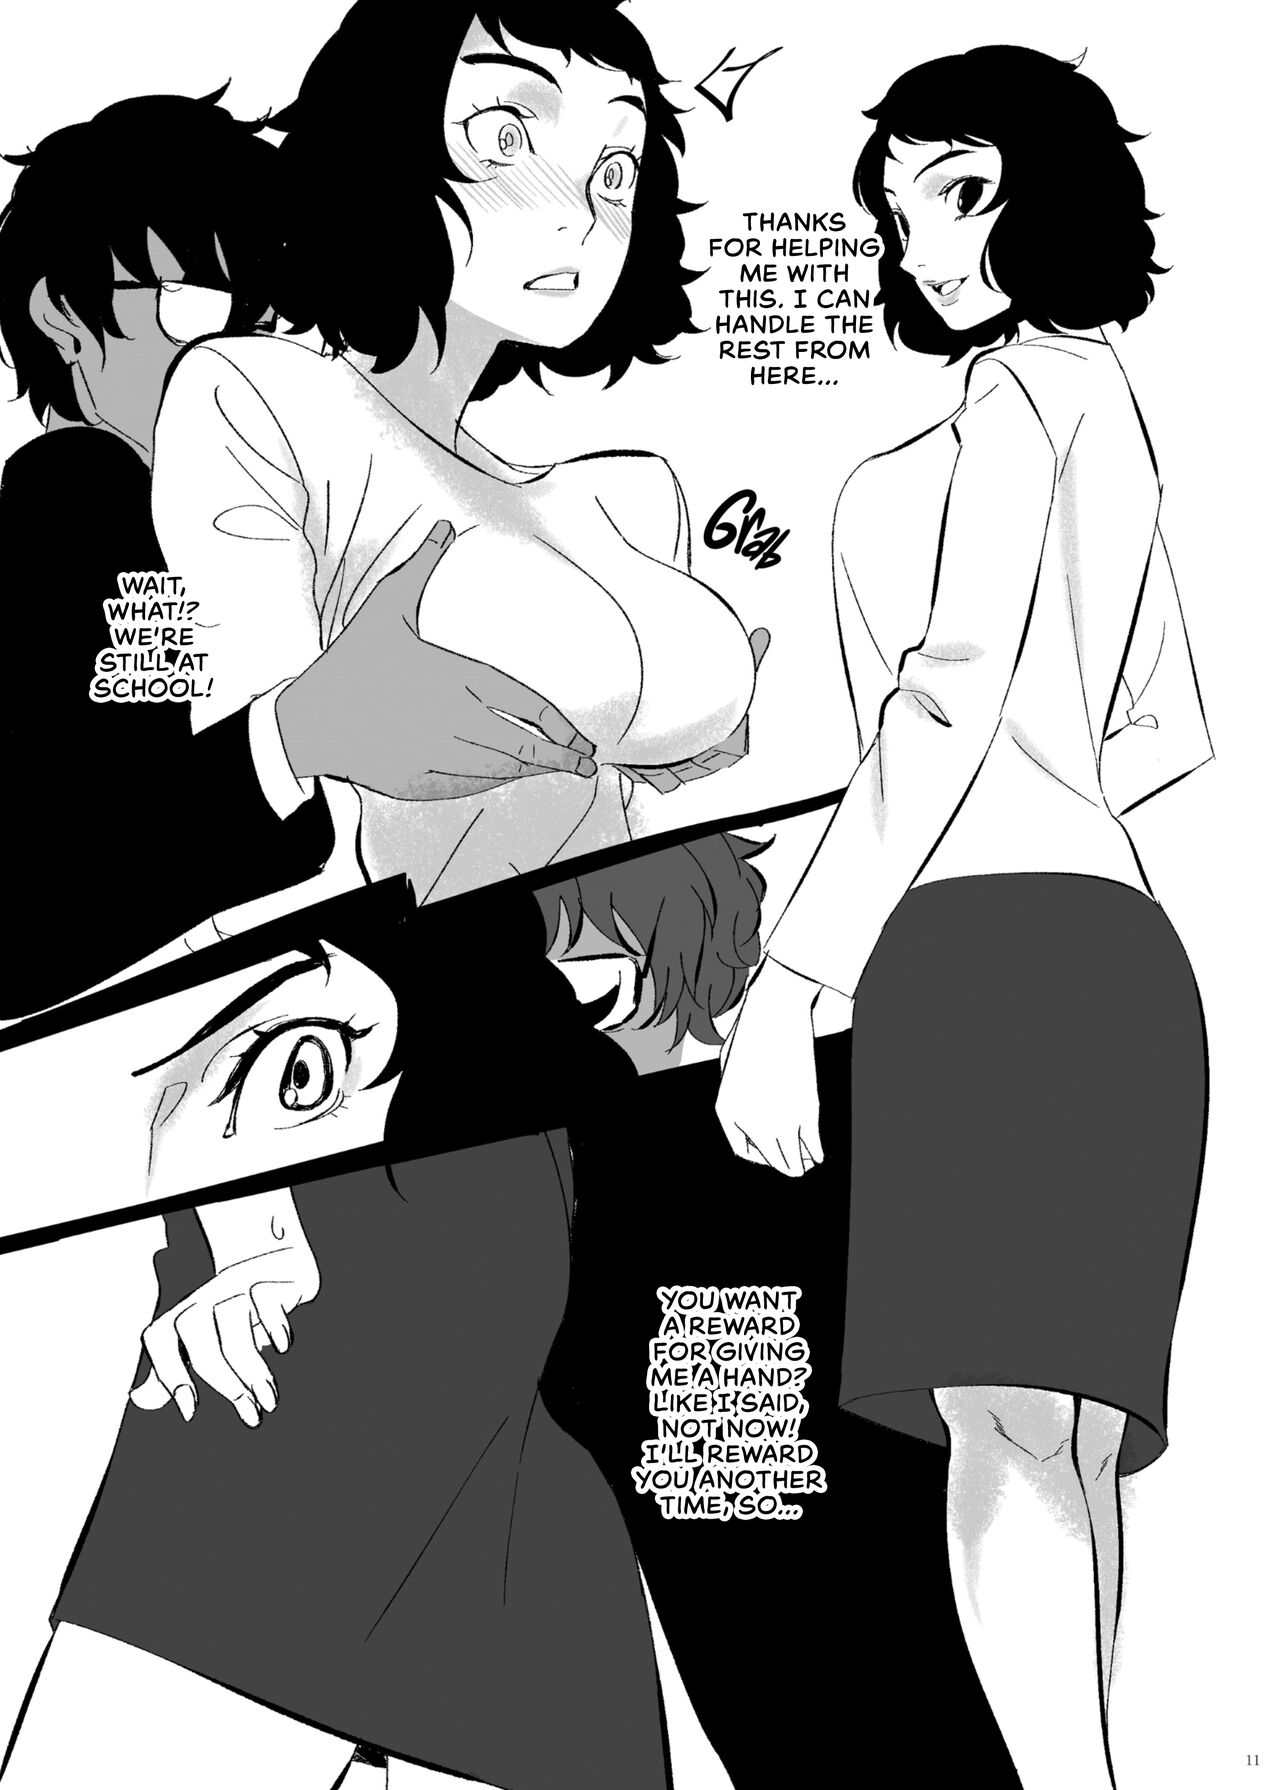 THANKS
FOR HELPING
ME WITH
THIS. I CAN
HANDLE THE
REST FROM
HERE...
Grab
WAIT,
WHAT!?
WE'RE
STILL AT
SCHOOL!
YOU WANT
A REWARD
FOR GIVING
ME A HAND?
LIKE I SAID,
NOT NOW!
I'LL REWARD
YOU ANOTHER
TIME, SO...
11